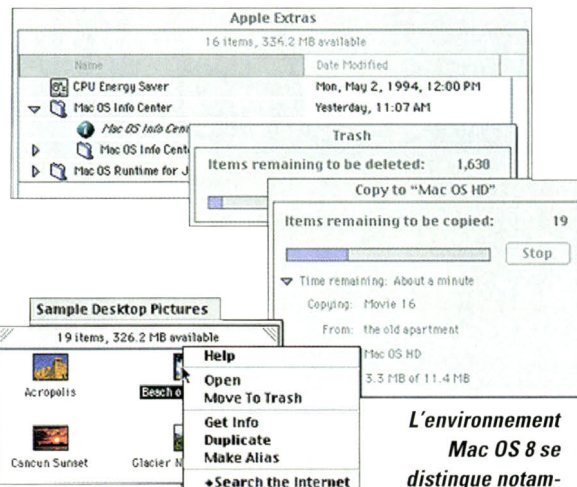 Apple Extras
16 items, 336.2 MB available
Name Date Modified
CPU Energy Saver Mon, May 2, 1994, 12:00 PM
Mac OS Info Center Yesterday, 11:07 AM
Mac OS Info Cen
Mac OS Info Cent
Mac OS Runtime for J
Trash
Items remaining to be deleted: 1,630
Copy to “Mac OS HD”
Items remaining to be copied: 19
Stop
Time remaining: About a minute
Copying: Movie 16
From: the old apartment
Mac OS HD
3.3 MB of 11.4 MB
Sample Desktop Pictures
19 items, 326.2 MB available
Acropolis
Beach o
Cancun Sunset
Glacier N
Help
Open
Move To Trash
Get Info
Duplicate
Make Alias
Search the Internet
L'environnement
Mac OS 8 se
distingue notam-